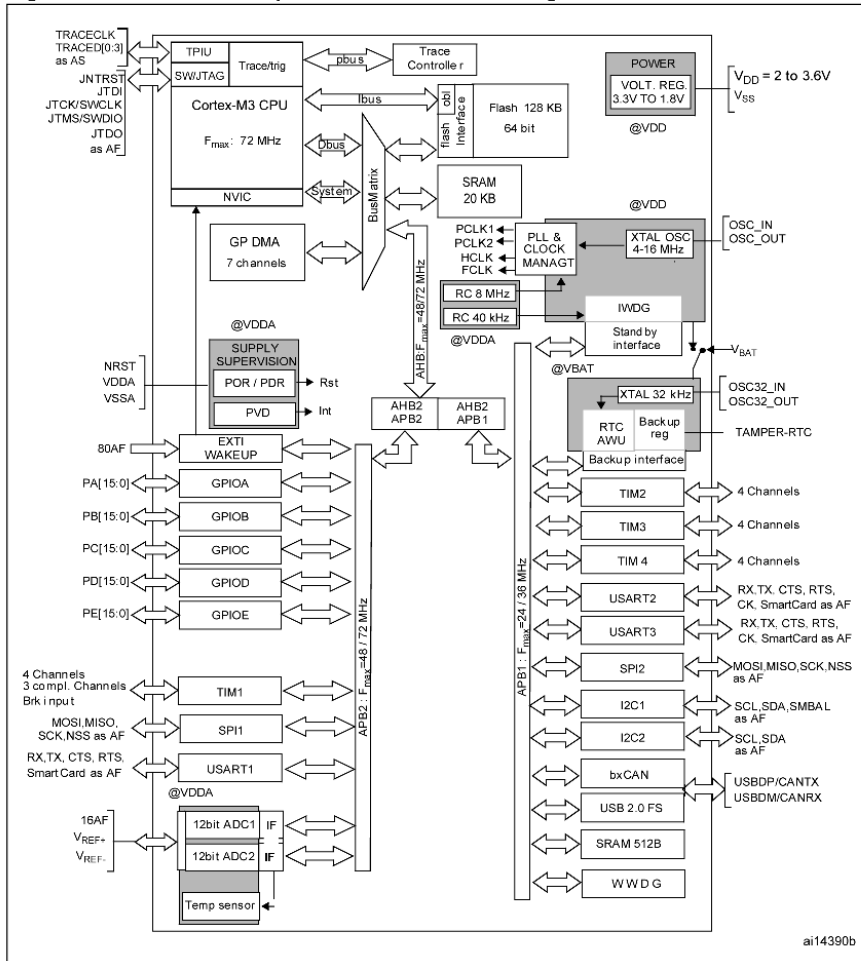 TRACECLK
TRACED[0:3]
as AS
JNTRST
JTDI
JTCK/SWCLK
JTMS/SWDIO
JTDO
as AF
TPIU
SW/JTAG
Trace/trig
Cortex-M3 CPU
Fmax: 72 MHz
NVIC
pbus
Trace
Controller
Ibus
Dbus
System
BusMatrix
obl
flash
Interface
Flash 128 KB
64 bit
SRAM
20 KB
GP DMA
7 channels
AHB:Fmax=48/72 MHz
POWER
VOLT. REG.
3.3V TO 1.8V
@VDD
VDD = 2 to 3.6V
VSS
@VDD
PCLK1
PCLK2
HCLK
FCLK
PLL &
CLOCK
MANAGT
XTAL OSC
4-16 MHz
OSC_IN
OSC_OUT
RC 8 MHz
RC 40 kHz
@VDDA
IWDG
Stand by
interface
@VBAT
VBAT
XTAL 32 kHz
OSC32_IN
OSC32_OUT
RTC
AWU
Backup
reg
Backup interface
TAMPER-RTC
@VDDA
SUPPLY
SUPERVISION
POR / PDR
Rst
PVD
Int
NRST
VDDA
VSSA
AHB2
APB2
AHB2
APB1
80AF
EXTI
WAKEUP
PA[15:0]
GPIOA
PB[15:0]
GPIOB
PC[15:0]
GPIOC
PD[15:0]
GPIOD
PE[15:0]
GPIOE
4 Channels
3 compl. Channels
Brk input
TIM1
MOSI,MISO,
SCK,NSS as AF
SPI1
RX,TX, CTS, RTS,
SmartCard as AF
USART1
@VDDA
16AF
VREF+
VREF-
12bit ADC1
IF
12bit ADC2
IF
Temp sensor
APB2 : Fmax=48 / 72 MHz
APB1 : Fmax=24 / 36 MHz
TIM2
4 Channels
TIM3
4 Channels
TIM 4
4 Channels
USART2
RX,TX, CTS, RTS,
CK, SmartCard as AF
USART3
RX,TX, CTS, RTS,
CK, SmartCard as AF
SPI2
MOSI,MISO,SCK,NSS
as AF
I2C1
SCL,SDA,SMBAL
as AF
I2C2
SCL,SDA
as AF
bxCAN
USBDP/CANTX
USBDM/CANRX
USB 2.0 FS
SRAM 512B
W W D G
ai14390b